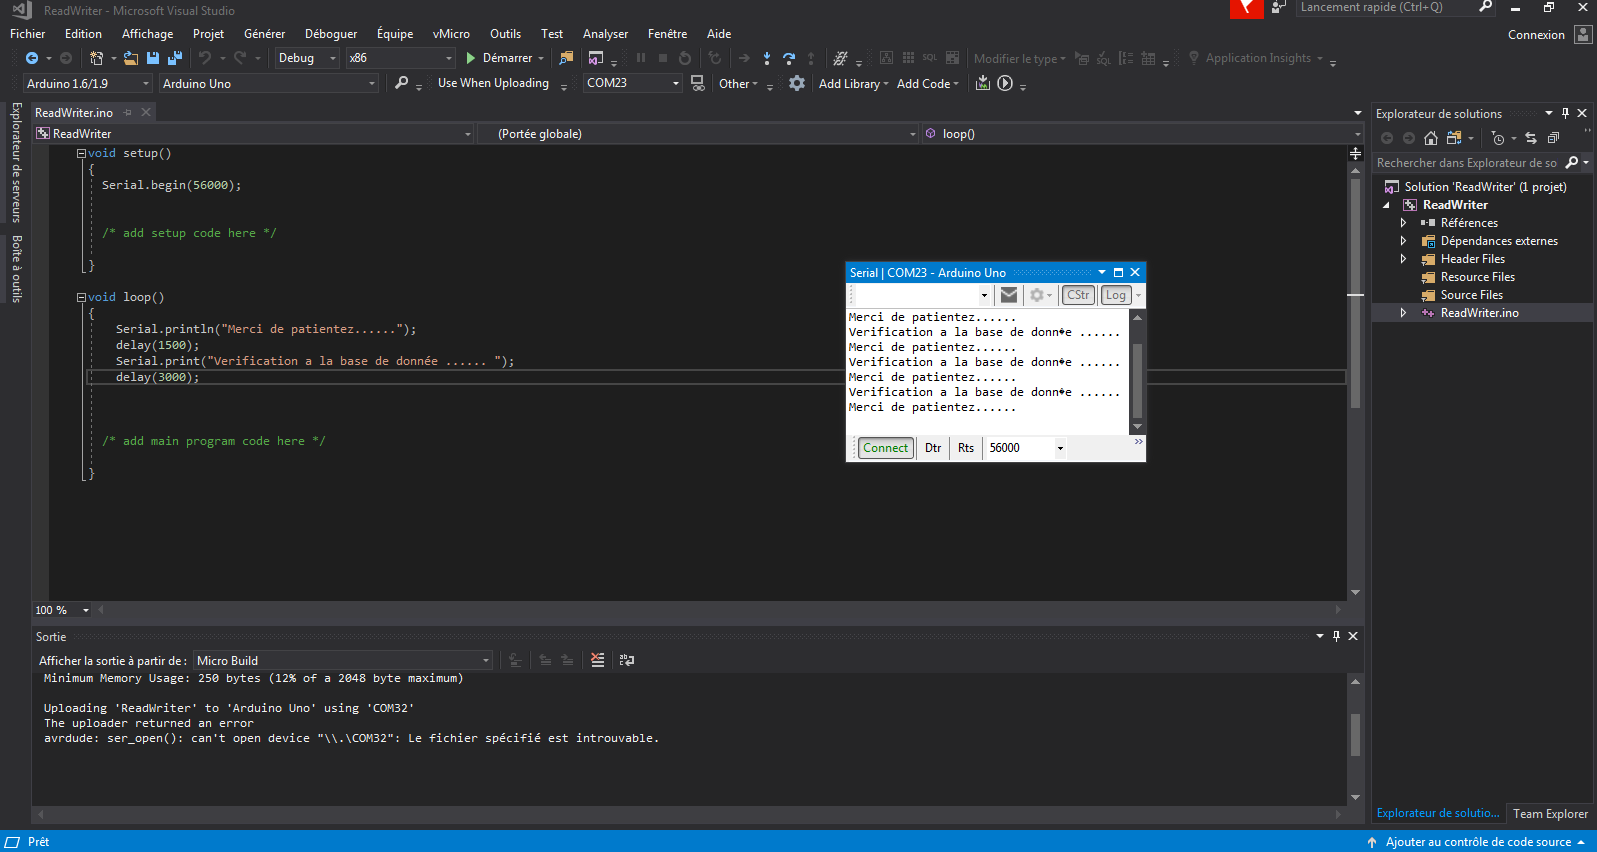 ReadWriter - Microsoft Visual Studio
Lancement rapide (Ctrl+Q)
Fichier Edition Affichage Projet Générer Déboguer Équipe vMicro Outils Test Analyser Fenêtre Aide
Connexion
Debug x86 Démarrer Modifier le type Application Insights
Arduino 1.6/1.9 Arduino Uno Use When Uploading COM23 Other Add Library Add Code
Explorateur de serveurs
Boîte à outils
ReadWriter.ino
ReadWriter (Portée globale) loop()
void setup()
{
Serial.begin(56000);
/* add setup code here */
}
void loop()
{
Serial.println("Merci de patientez......");
delay(1500);
Serial.print("Verification a la base de donnée ...... ");
delay(3000);
/* add main program code here */
}
100 %
Serial | COM23 - Arduino Uno
CStr Log
Merci de patientez......
Verification a la base de donn�e ......
Merci de patientez......
Verification a la base de donn�e ......
Merci de patientez......
Verification a la base de donn�e ......
Merci de patientez......
Connect Dtr Rts 56000
Explorateur de solutions
Rechercher dans Explorateur de so
Solution 'ReadWriter' (1 projet)
ReadWriter
Références
Dépendances externes
Header Files
Resource Files
Source Files
ReadWriter.ino
Sortie
Afficher la sortie à partir de : Micro Build
Minimum Memory Usage: 250 bytes (12% of a 2048 byte maximum)
Uploading 'ReadWriter' to 'Arduino Uno' using 'COM32'
The uploader returned an error
avrdude: ser_open(): can't open device "\\.\COM32": Le fichier spécifié est introuvable.
Explorateur de solutio... Team Explorer
Prêt
Ajouter au contrôle de code source